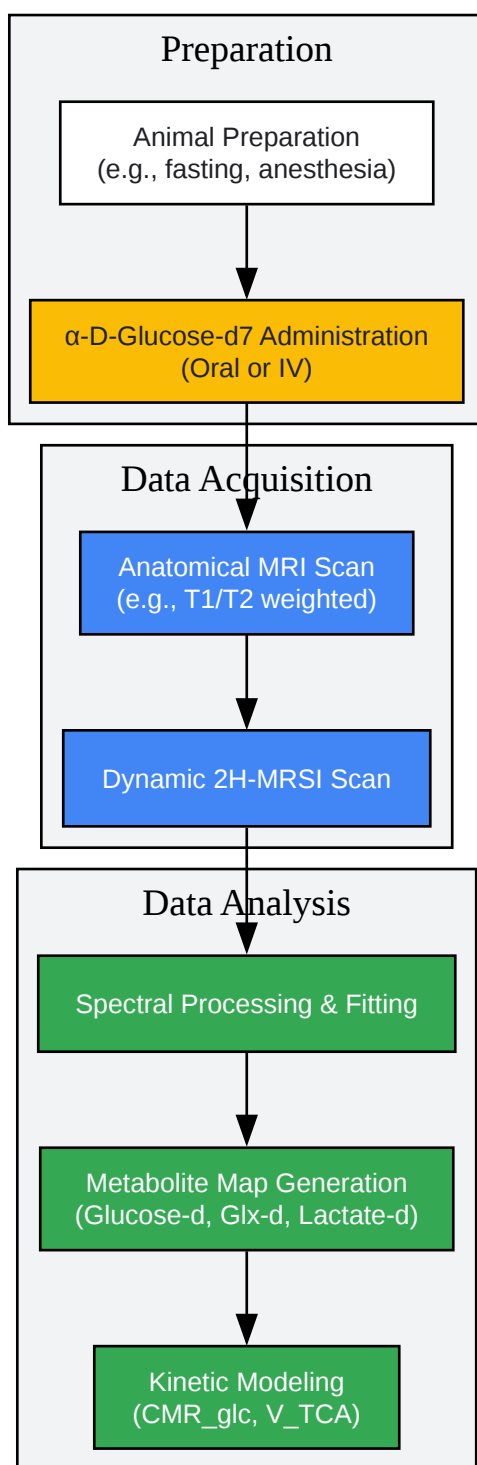 Preparation
Animal Preparation
(e.g., fasting, anesthesia)
α-D-Glucose-d7 Administration
(Oral or IV)
Data Acquisition
Anatomical MRI Scan
(e.g., T1/T2 weighted)
Dynamic 2H-MRSI Scan
Data Analysis
Spectral Processing & Fitting
Metabolite Map Generation
(Glucose-d, Glx-d, Lactate-d)
Kinetic Modeling
(CMR_glc, V_TCA)